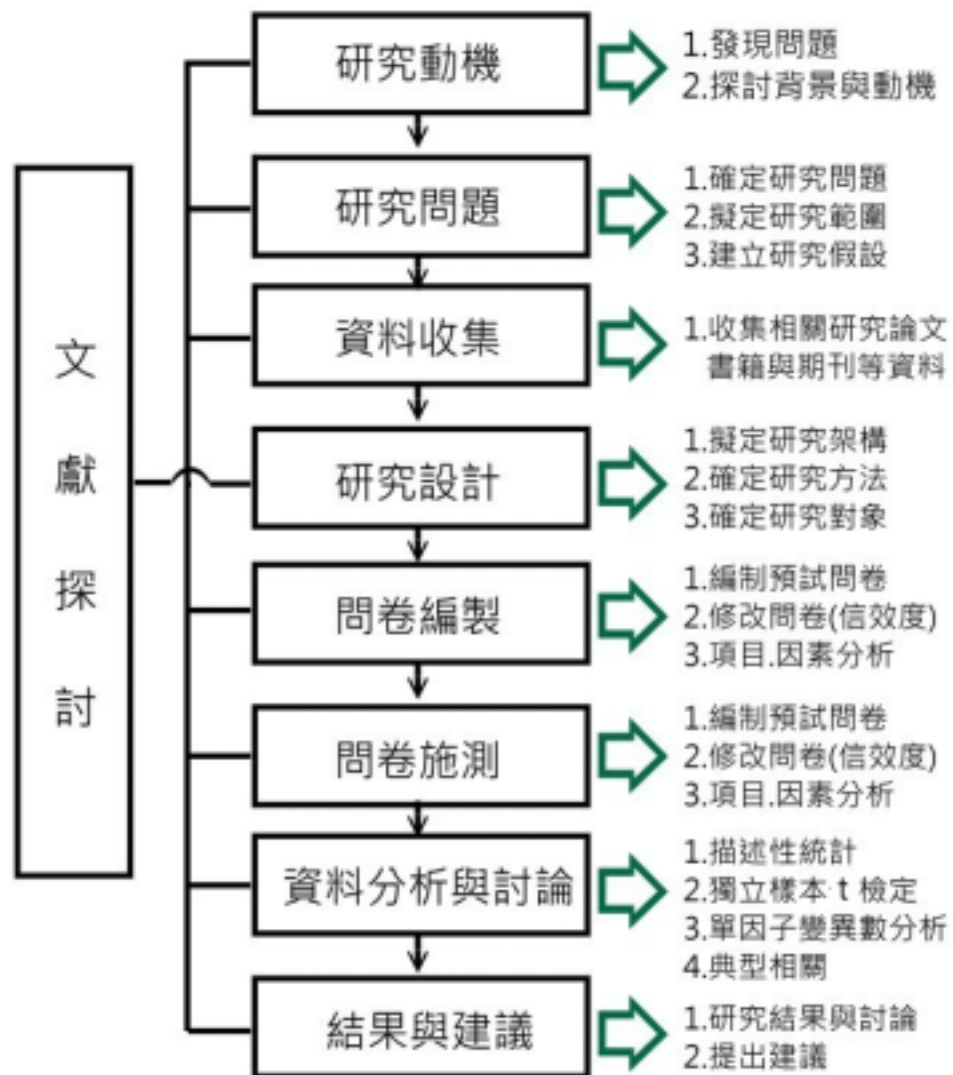 文獻探討
研究動機
1.發現問題
2.探討背景與動機
研究問題
1.確定研究問題
2.擬定研究範圍
3.建立研究假設
資料收集
1.收集相關研究論文
書籍與期刊等資料
研究設計
1.擬定研究架構
2.確定研究方法
3.確定研究對象
問卷編製
1.編制預試問卷
2.修改問卷(信效度)
3.項目.因素分析
問卷施測
1.編制預試問卷
2.修改問卷(信效度)
3.項目.因素分析
資料分析與討論
1.描述性統計
2.獨立樣本 t 檢定
3.單因子變異數分析
4.典型相關
結果與建議
1.研究結果與討論
2.提出建議